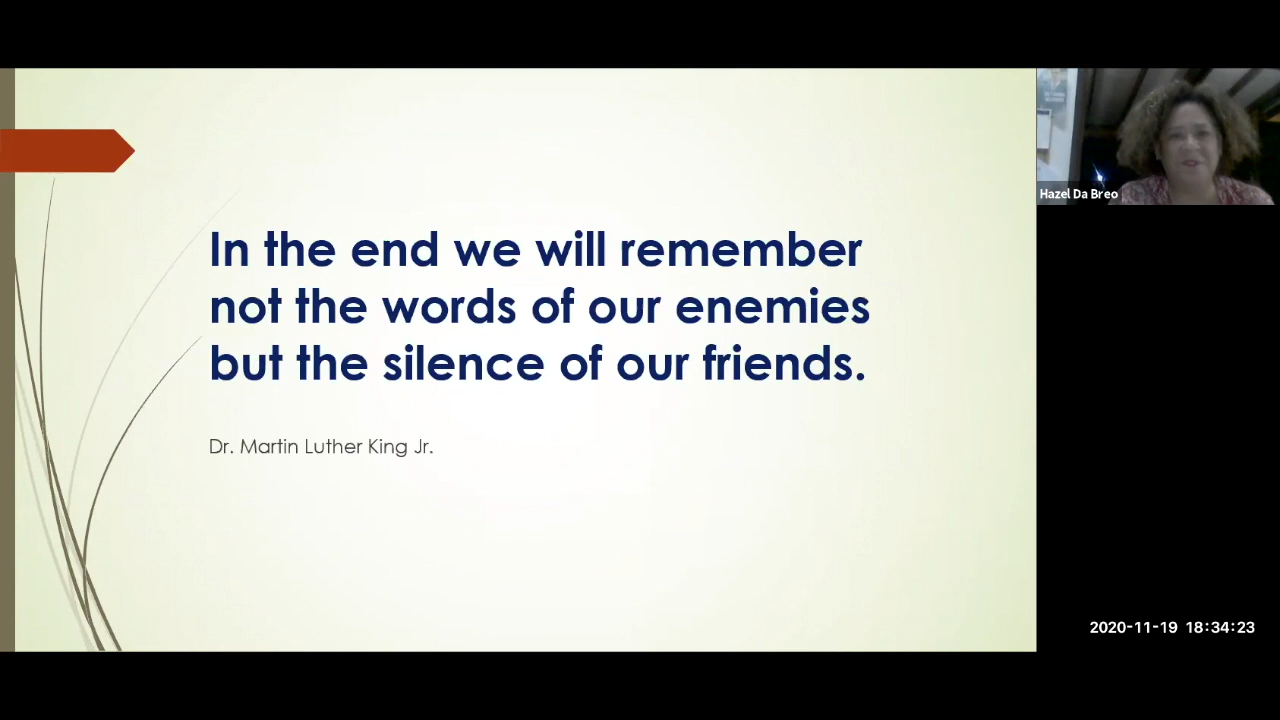 In the end we will remember
not the words of our enemies
but the silence of our friends.
Dr. Martin Luther King Jr.
Hazel Da Breo
2020-11-19 18:34:23